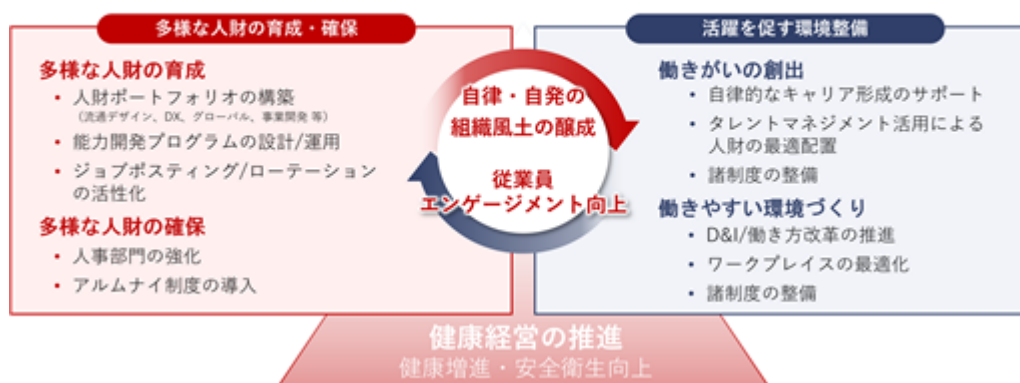 多様な人財の育成・確保
多様な人財の育成
・ 人財ポートフォリオの構築
(流通デザイン、DX、グローバル、事業開発 等)
・ 能力開発プログラムの設計/運用
・ ジョブポスティング/ローテーション
の活性化
多様な人財の確保
・ 人事部門の強化
・ アルムナイ制度の導入
自律・自発の
組織風土の醸成
従業員
エンゲージメント向上
活躍を促す環境整備
働きがいの創出
・ 自律的なキャリア形成のサポート
・ タレントマネジメント活用による
人財の最適配置
・ 諸制度の整備
働きやすい環境づくり
・ D&I/働き方改革の推進
・ ワークプレイスの最適化
・ 諸制度の整備
健康経営の推進
健康増進・安全衛生向上